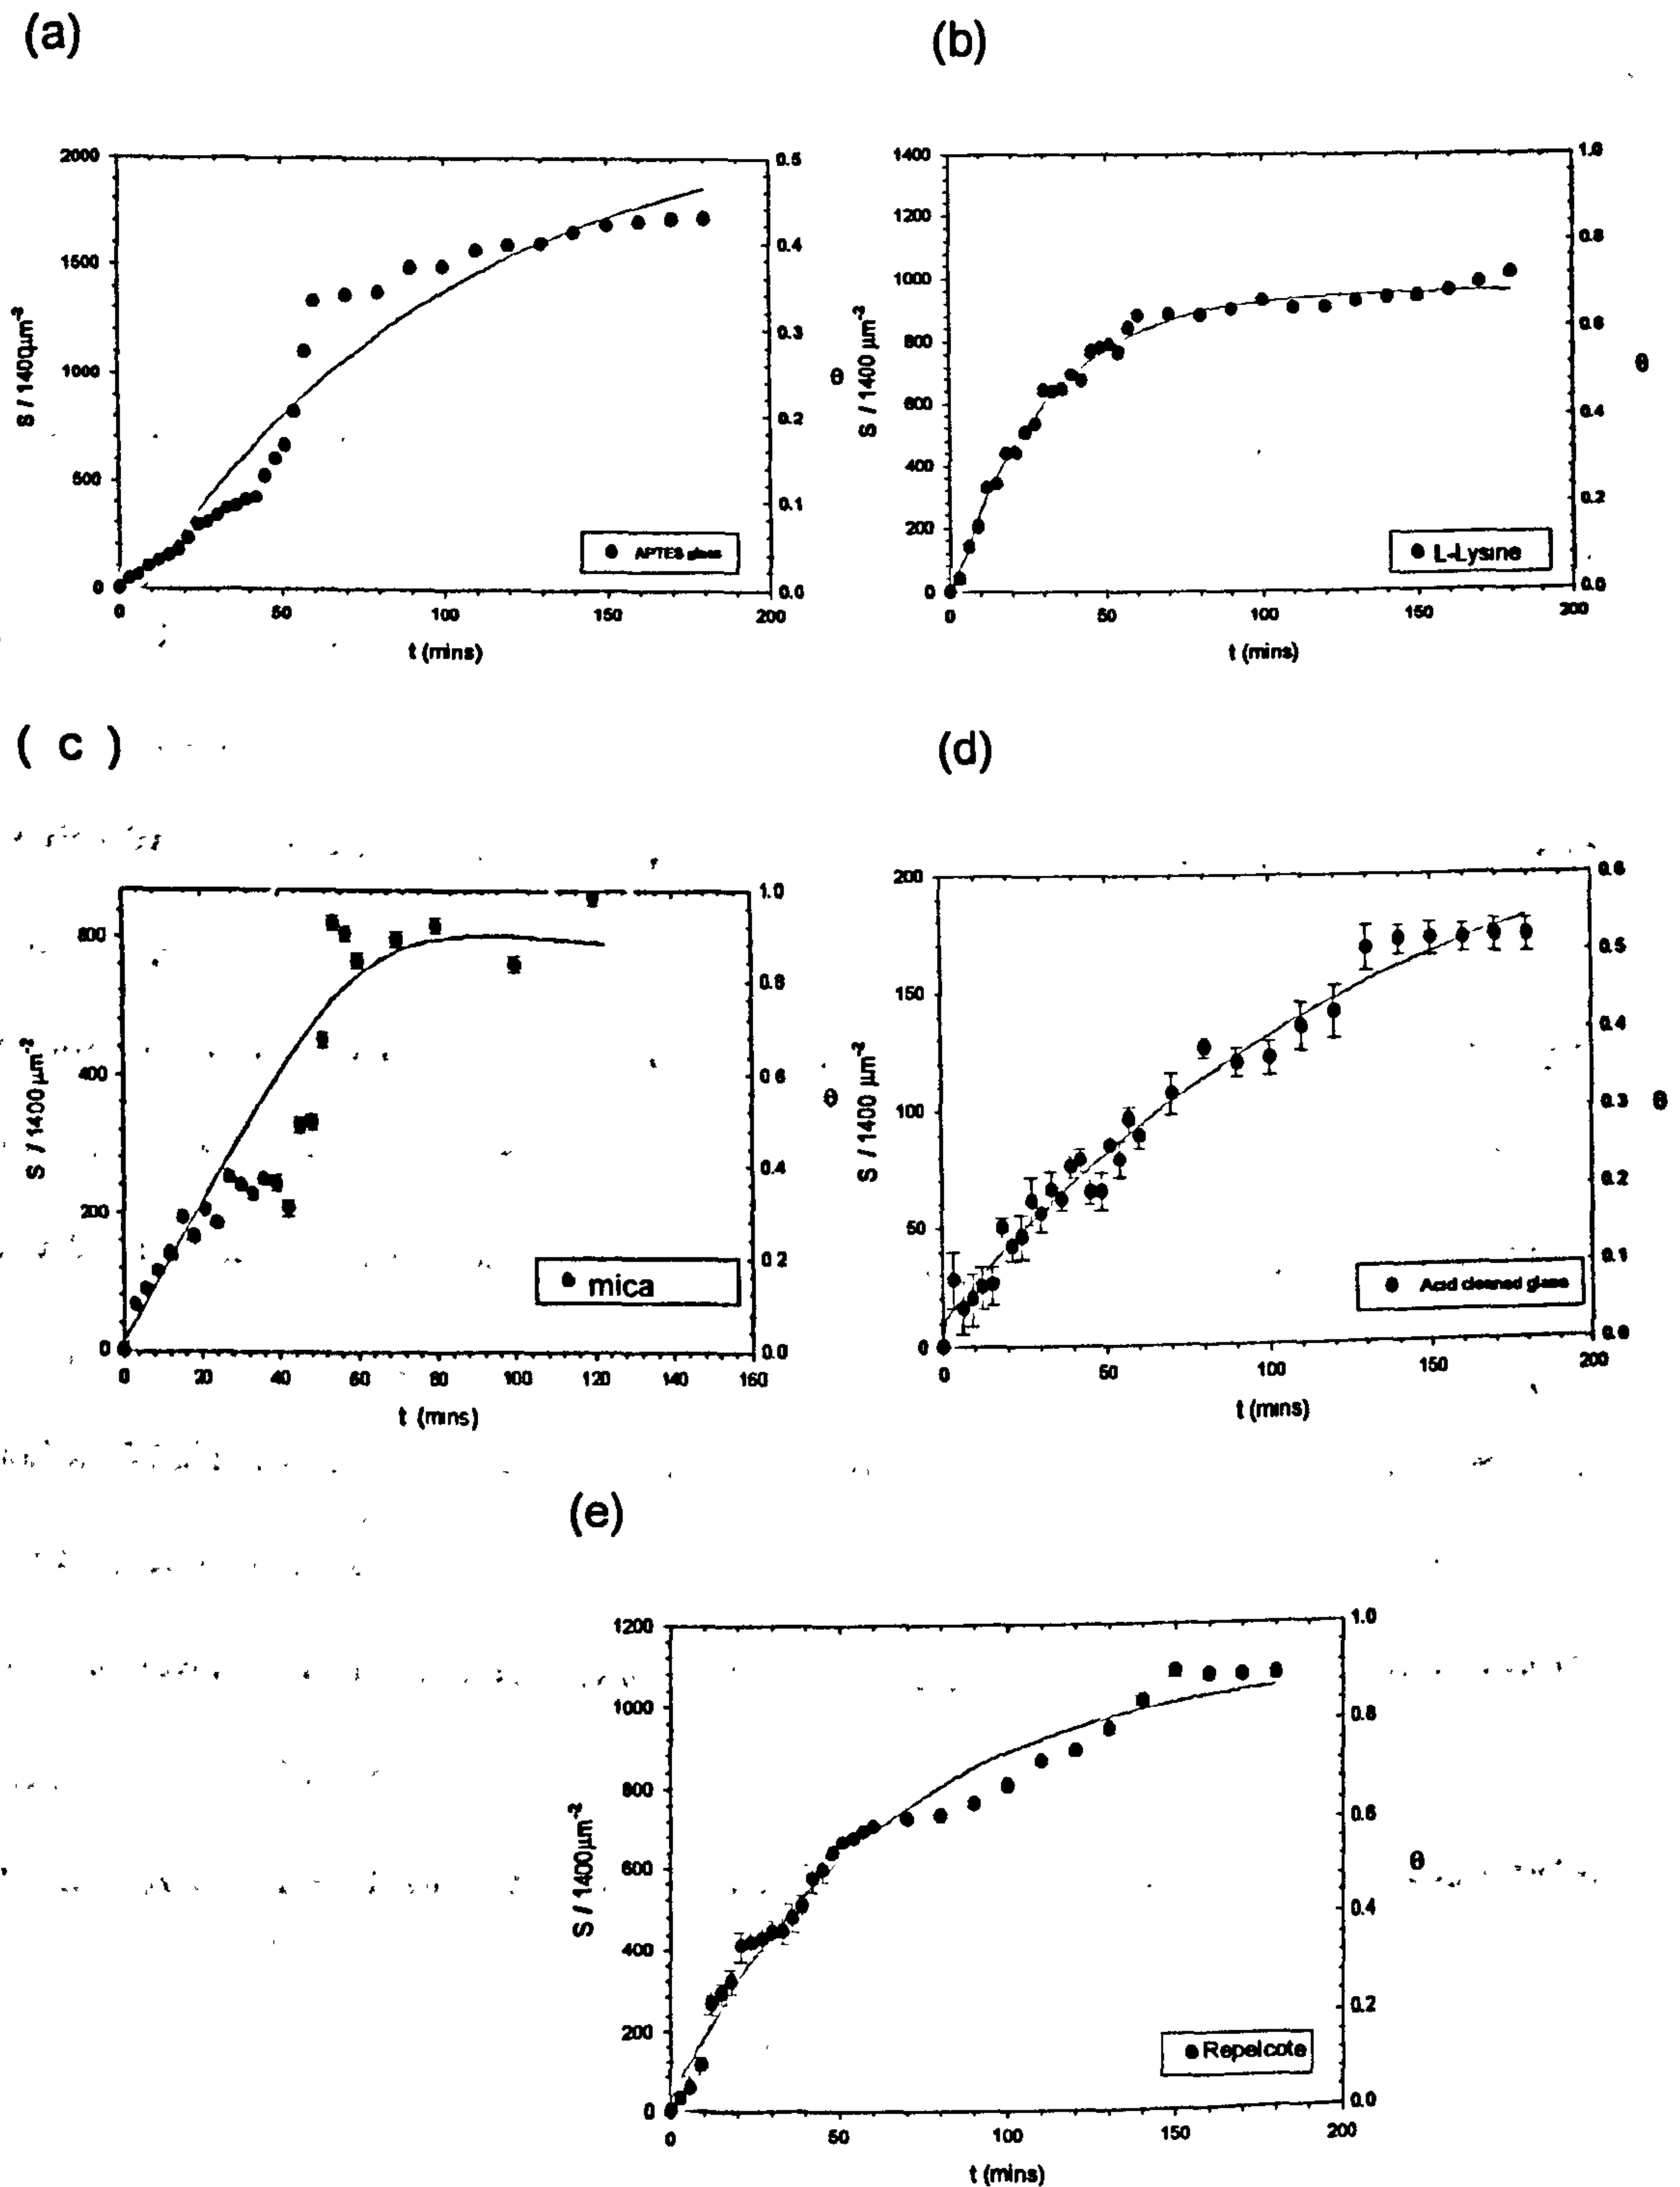 (a)
2000
1500
1000
500
0
0.5
0.4
0.3
0.2
0.1
0.0
S / 1400µm⁻²
θ
APTES glass
0 50 100 150 200
t (mins)
(b)
1400
1200
1000
800
600
400
200
0
1.0
0.8
0.6
0.4
0.2
0.0
S / 1400 µm⁻²
θ
L-Lysine
0 50 100 150 200
t (mins)
( c )
600
400
200
0
1.0
0.8
0.6
0.4
0.2
0.0
S / 1400µm⁻²
θ
mica
0 20 40 60 80 100 120 140 160
t (mins)
(d)
200
150
100
50
0
0.6
0.5
0.4
0.3
0.2
0.1
0.0
S / 1400 µm⁻²
θ
Acid cleaned glass
0 50 100 150 200
t (mins)
(e)
1200
1000
800
600
400
200
0
1.0
0.8
0.6
0.4
0.2
0.0
S / 1400µm⁻²
θ
Repelcote
0 50 100 150 200
t (mins)